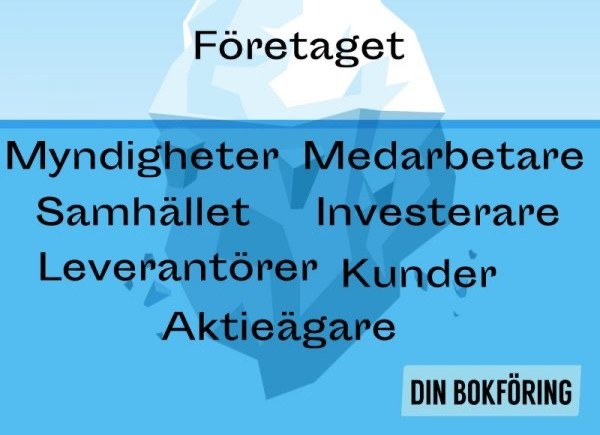 Företaget
Myndigheter Medarbetare
Samhället Investerare
Leverantörer Kunder
Aktieägare
DIN BOKFÖRING